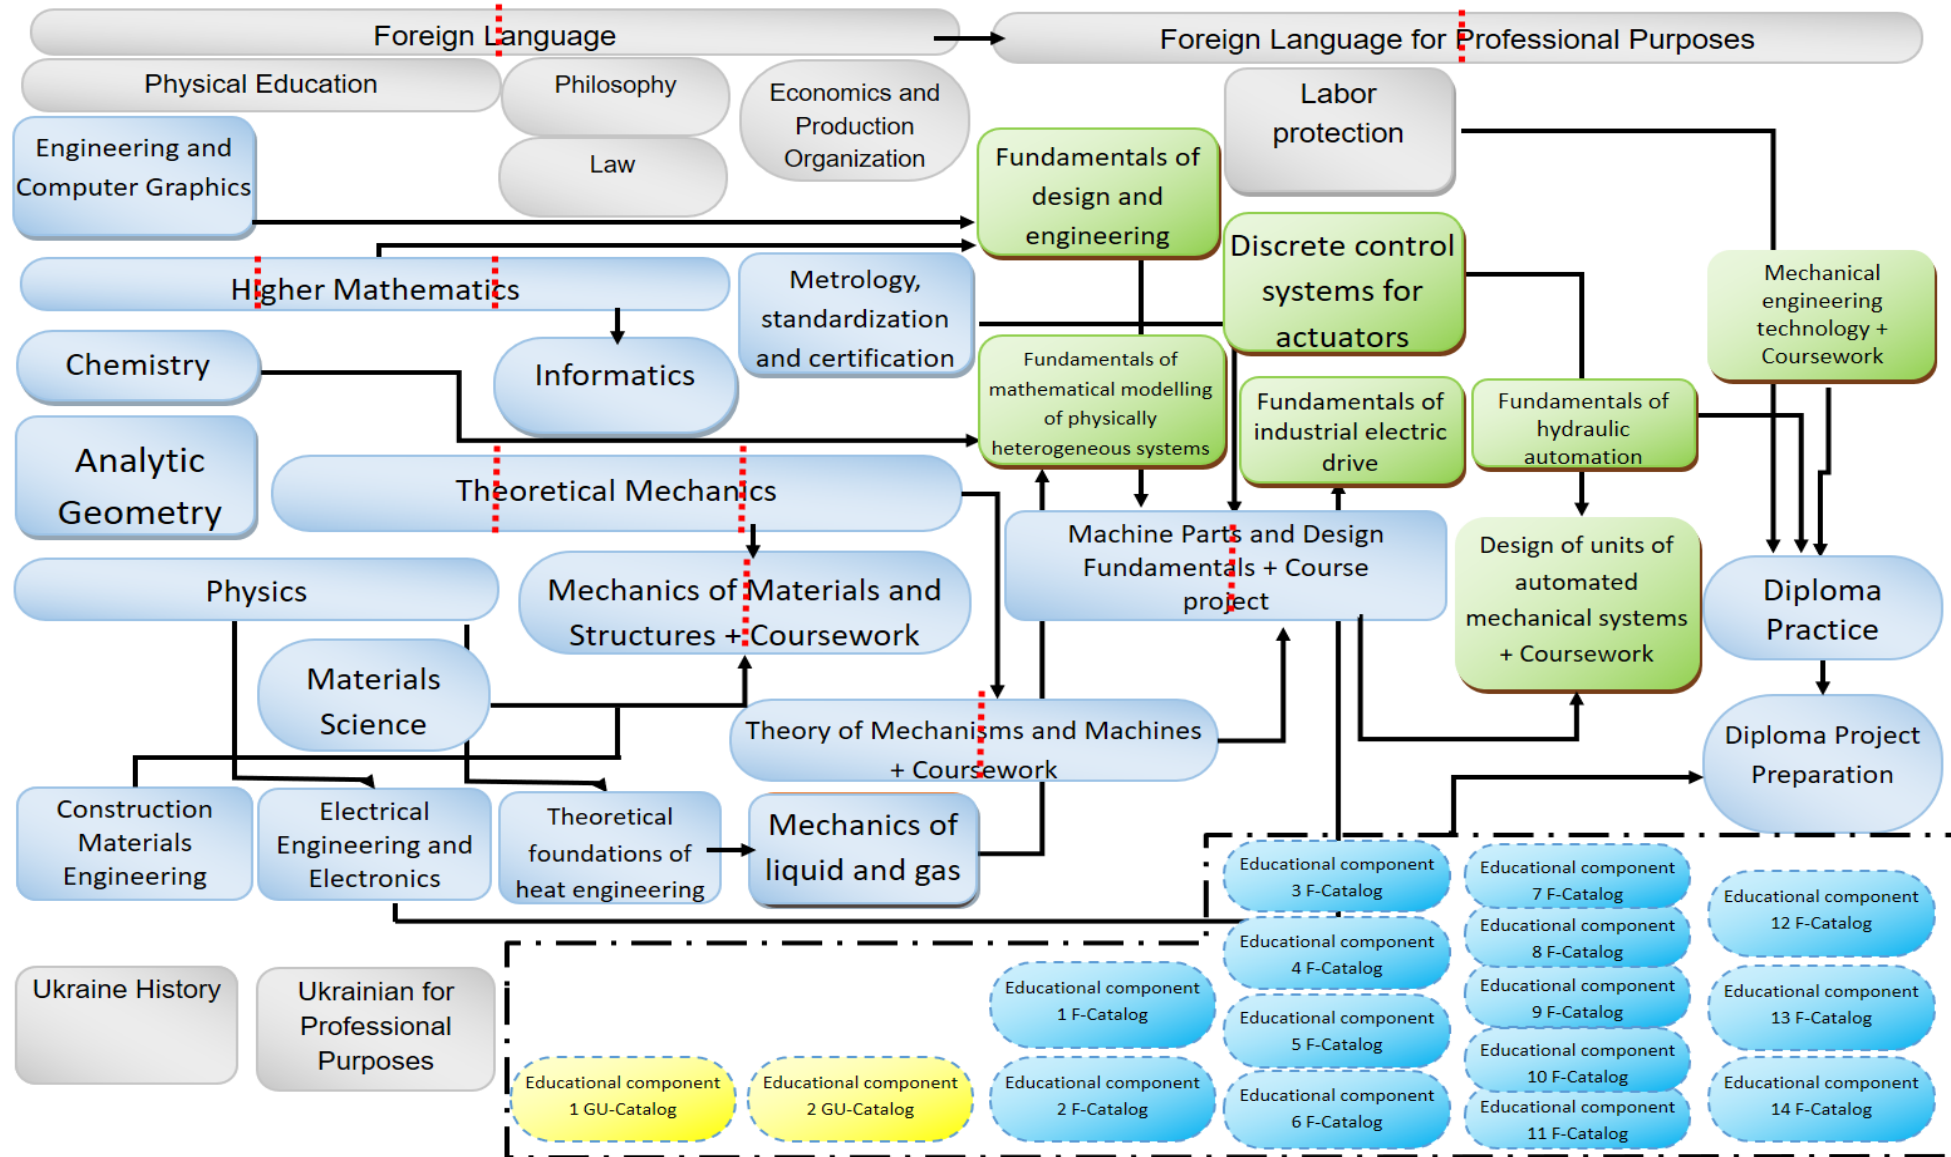 Foreign Language
Foreign Language for Professional Purposes
Physical Education
Philosophy
Law
Economics and
Production
Organization
Labor
protection
Engineering and
Computer Graphics
Fundamentals of
design and
engineering
Discrete control
systems for
actuators
Higher Mathematics
Metrology,
standardization
and certification
Mechanical
engineering
technology +
Coursework
Chemistry
Informatics
Fundamentals of
mathematical modelling
of physically
heterogeneous systems
Fundamentals of
industrial electric
drive
Fundamentals of
hydraulic
automation
Analytic
Geometry
Theoretical Mechanics
Machine Parts and Design
Fundamentals + Course
project
Design of units of
automated
mechanical systems
+ Coursework
Diploma
Practice
Physics
Mechanics of Materials and
Structures + Coursework
Materials
Science
Theory of Mechanisms and Machines
+ Coursework
Diploma Project
Preparation
Construction
Materials
Engineering
Electrical
Engineering and
Electronics
Theoretical
foundations of
heat engineering
Mechanics of
liquid and gas
Ukraine History
Ukrainian for
Professional
Purposes
Educational component
1 GU-Catalog
Educational component
2 GU-Catalog
Educational component
1 F-Catalog
Educational component
2 F-Catalog
Educational component
3 F-Catalog
Educational component
4 F-Catalog
Educational component
5 F-Catalog
Educational component
6 F-Catalog
Educational component
7 F-Catalog
Educational component
8 F-Catalog
Educational component
9 F-Catalog
Educational component
10 F-Catalog
Educational component
11 F-Catalog
Educational component
12 F-Catalog
Educational component
13 F-Catalog
Educational component
14 F-Catalog